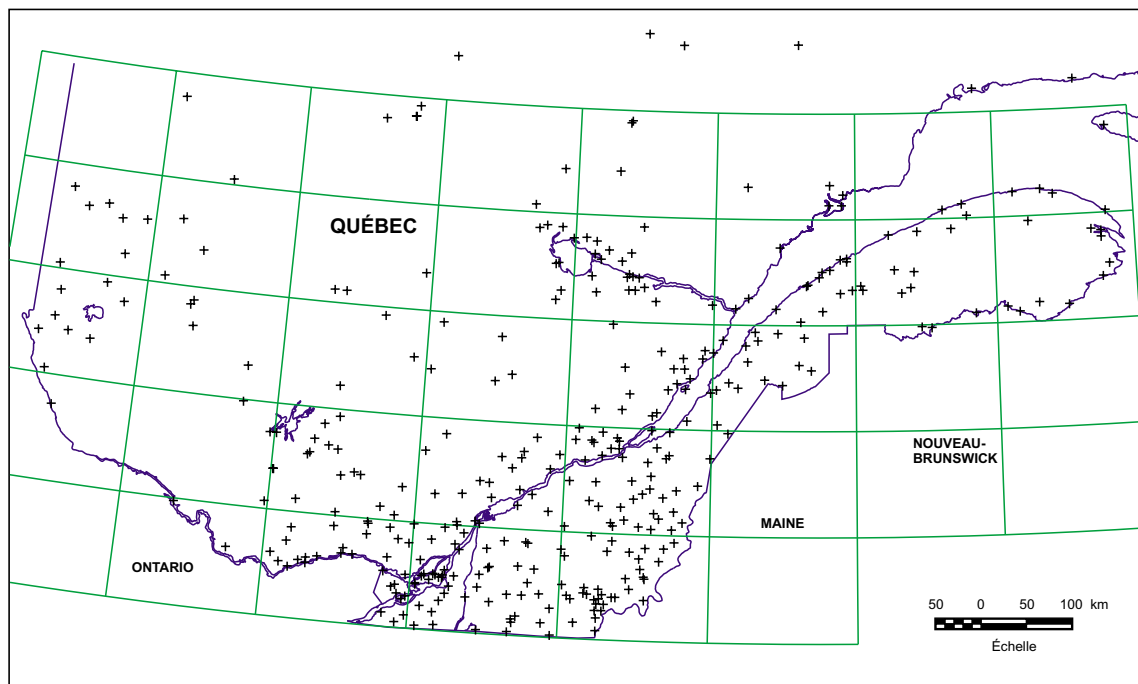 QUÉBEC
NOUVEAU-
BRUNSWICK
MAINE
ONTARIO
50 0 50 100 km
Échelle